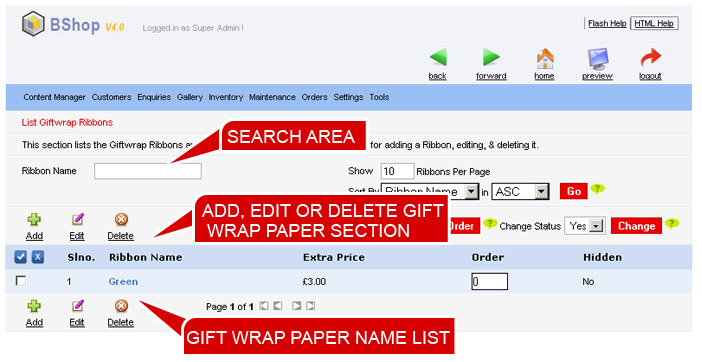 BShop V4.0 Logged in as Super Admin ! Flash Help HTML Help
back forward home preview logout
Content Manager Customers Enquiries Gallery Inventory Maintenance Orders Settings Tools
List Giftwrap Ribbons
This section lists the Giftwrap Ribbons for adding a Ribbon, editing, & deleting it.
SEARCH AREA
Ribbon Name Show 10 Ribbons Per Page
Sort By Ribbon Name in ASC Go ?
ADD, EDIT OR DELETE GIFT
WRAP PAPER SECTION
Add Edit Delete Order ? Change Status Yes Change ?
Slno. Ribbon Name Extra Price Order Hidden
1 Green £3.00 0 No
Add Edit Delete Page 1 of 1
GIFT WRAP PAPER NAME LIST